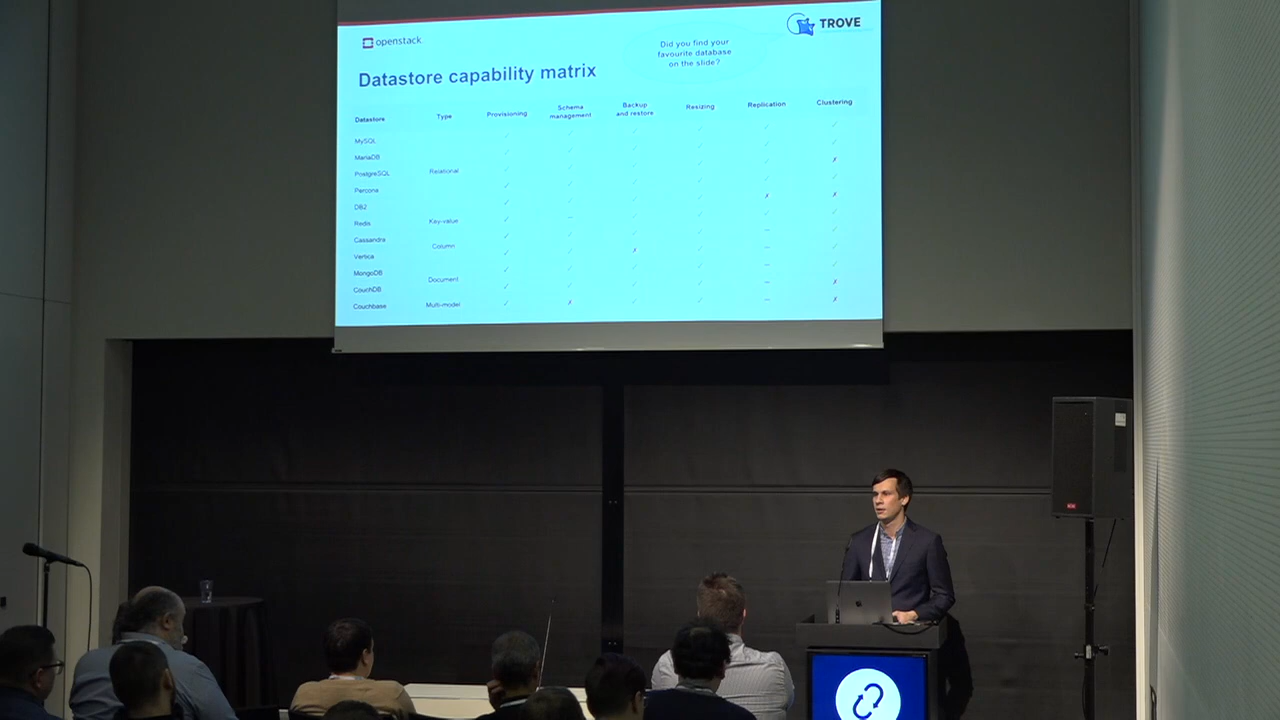 openstack.
TROVE
Did you find your
favourite database
on the slide?
Datastore capability matrix
Datastore Type Provisioning Schema management Backup and restore Resizing Replication Clustering
MySQL
MariaDB
PostgreSQL Relational
Percona
DB2
Redis Key-value
Cassandra
Column
Vertica
MongoDB
Document
CouchDB
Couchbase Multi-model